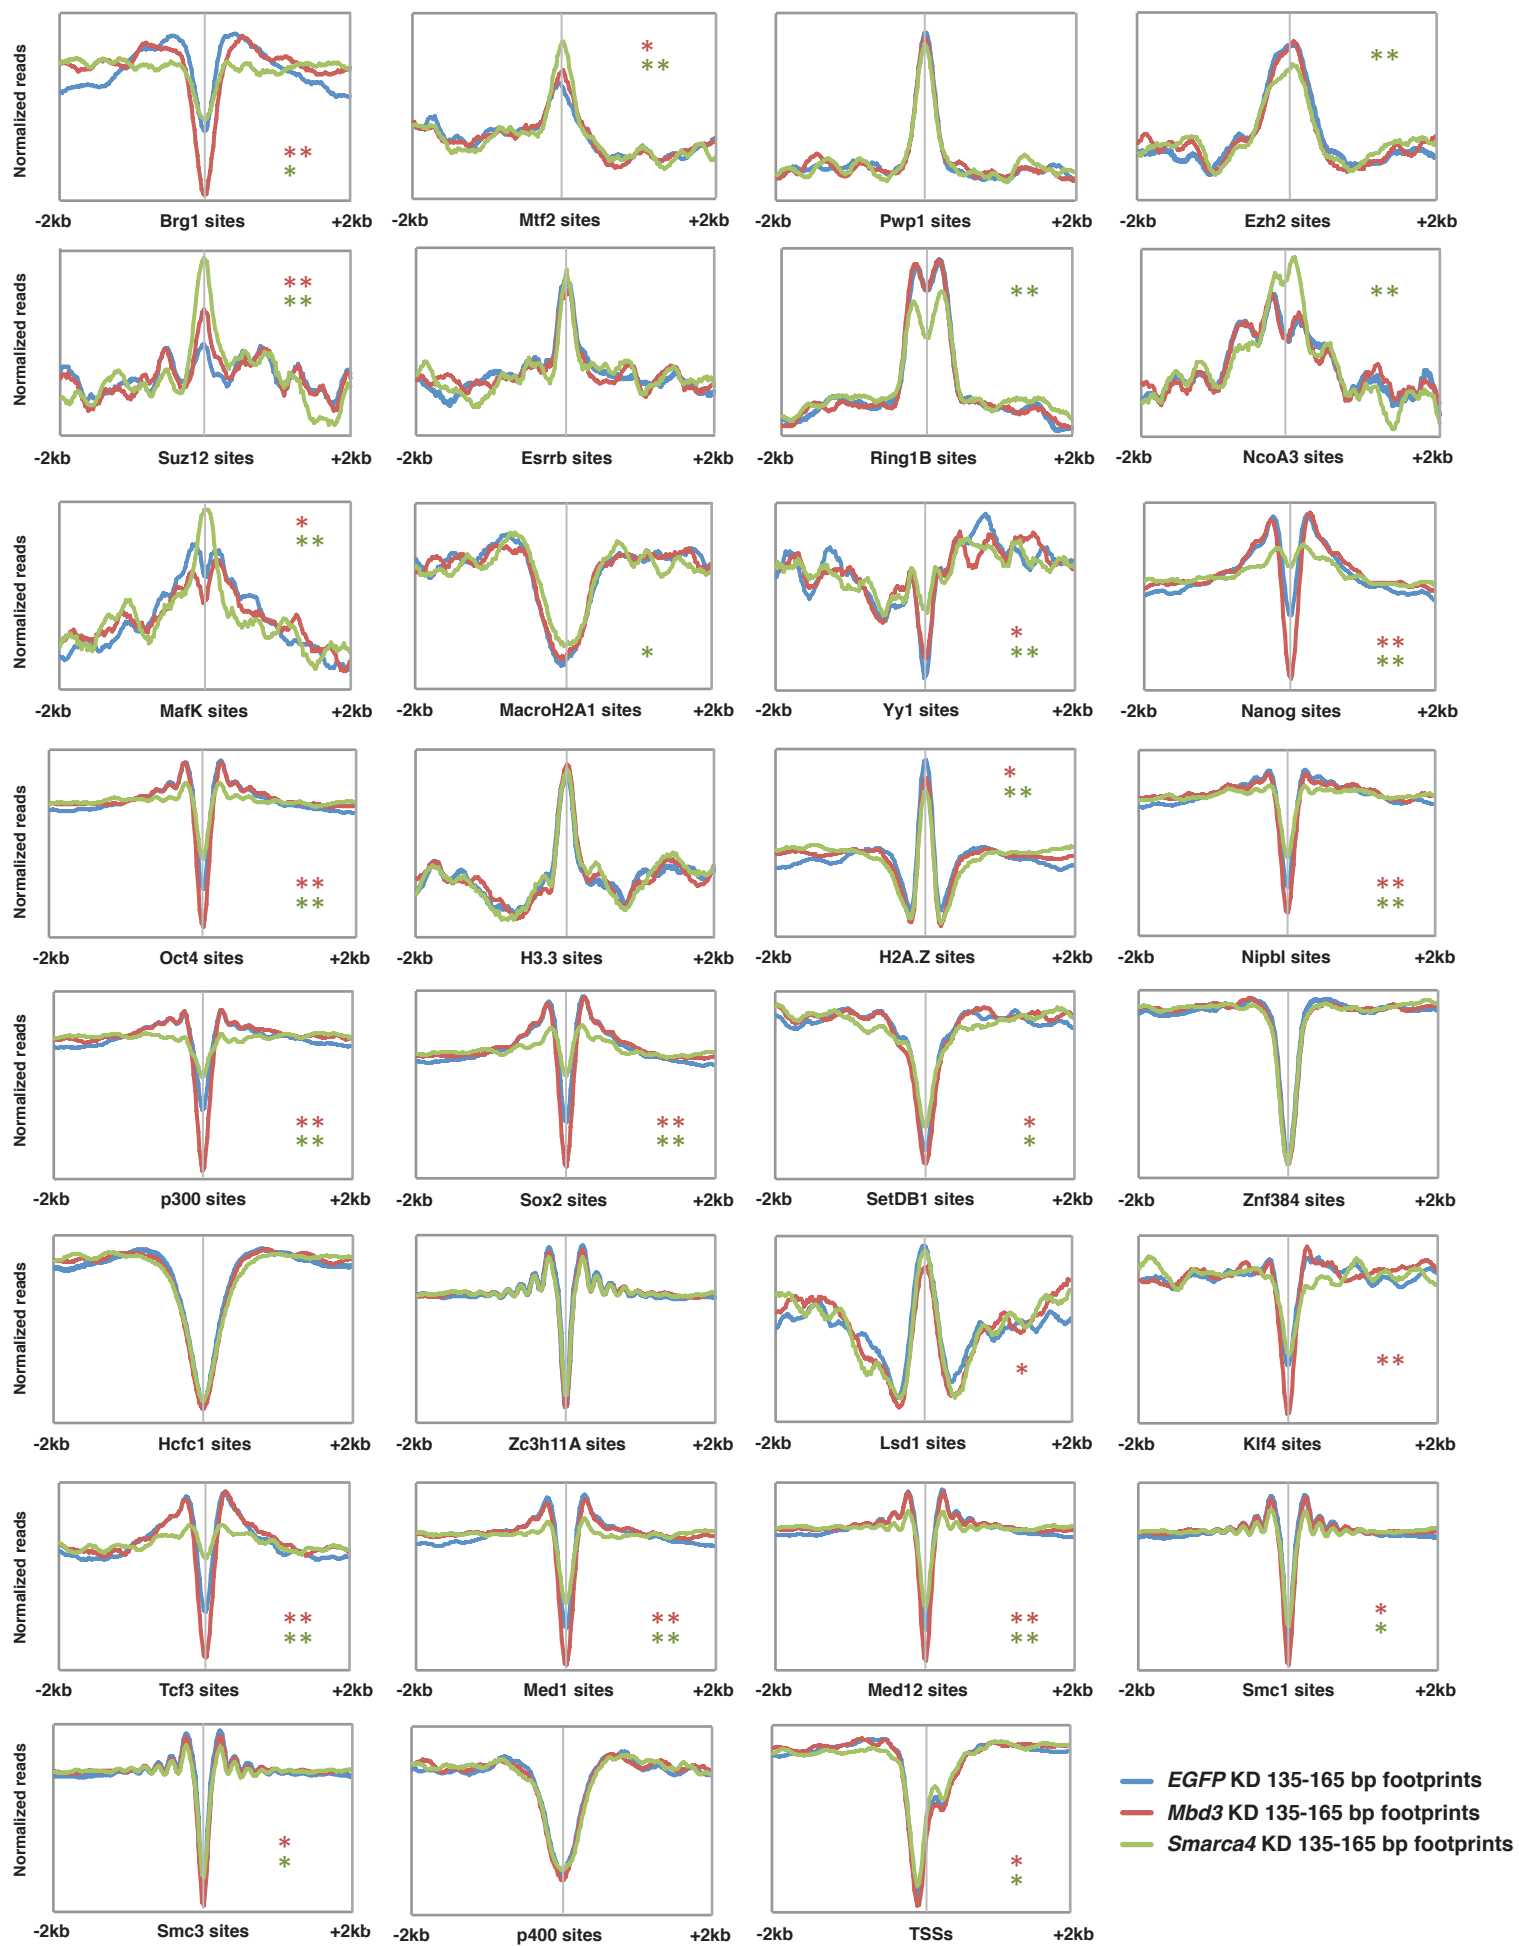 Normalized reads
**
*
-2kb Brg1 sites +2kb
*
**
-2kb Mtf2 sites +2kb
-2kb Pwp1 sites +2kb
**
-2kb Ezh2 sites +2kb
Normalized reads
**
**
-2kb Suz12 sites +2kb
-2kb Esrrb sites +2kb
**
-2kb Ring1B sites +2kb
**
-2kb NcoA3 sites +2kb
Normalized reads
*
**
-2kb MafK sites +2kb
*
-2kb MacroH2A1 sites +2kb
*
**
-2kb Yy1 sites +2kb
**
**
-2kb Nanog sites +2kb
Normalized reads
**
**
-2kb Oct4 sites +2kb
-2kb H3.3 sites +2kb
*
**
-2kb H2A.Z sites +2kb
**
**
-2kb Nipbl sites +2kb
Normalized reads
**
**
-2kb p300 sites +2kb
**
**
-2kb Sox2 sites +2kb
*
*
-2kb SetDB1 sites +2kb
-2kb Znf384 sites +2kb
Normalized reads
-2kb Hcfc1 sites +2kb
-2kb Zc3h11A sites +2kb
*
-2kb Lsd1 sites +2kb
**
-2kb Klf4 sites +2kb
Normalized reads
**
**
-2kb Tcf3 sites +2kb
**
**
-2kb Med1 sites +2kb
**
**
-2kb Med12 sites +2kb
*
*
-2kb Smc1 sites +2kb
Normalized reads
*
*
-2kb Smc3 sites +2kb
-2kb p400 sites +2kb
*
*
-2kb TSSs +2kb
EGFP KD 135-165 bp footprints
Mbd3 KD 135-165 bp footprints
Smarca4 KD 135-165 bp footprints